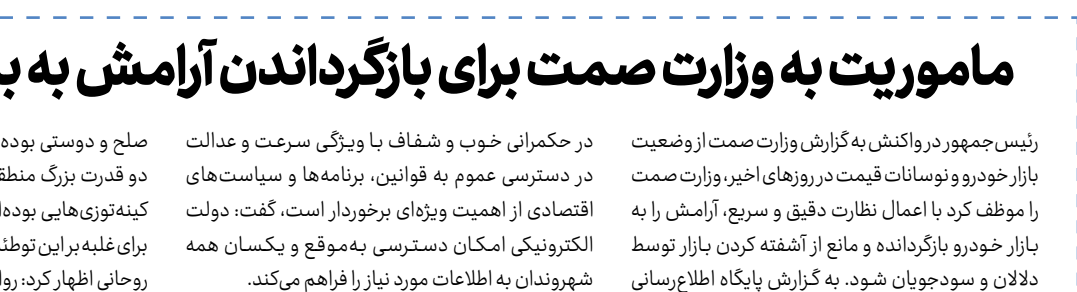 ماموریت به وزارت صمت برای بازگرداندن آرامش به
رئیس‌جمهور در واکنش به گزارش وزارت صمت از وضعیت
بازار خودرو و نوسانات قیمت در روزهای اخیر، وزارت صمت
را موظف کرد با اعمال نظارت دقیق و سریع، آرامش را به
بازار خودرو بازگردانده و مانع از آشفته کردن بازار توسط
دلالان و سودجویان شود. به گزارش پایگاه اطلاع‌رسانی
در حکمرانی خوب و شفاف با ویژگی سرعت و عدالت
در دسترسی عموم به قوانین، برنامه‌ها و سیاست‌های
اقتصادی از اهمیت ویژه‌ای برخوردار است، گفت: دولت
الکترونیکی امکان دسترسی به‌موقع و یکسان همه
شهروندان به اطلاعات مورد نیاز را فراهم می‌کند.
صلح و دوستی بوده
دو قدرت بزرگ
کینه‌توزی‌هایی
برای غلبه بر این
روحانی اظهار کرد: